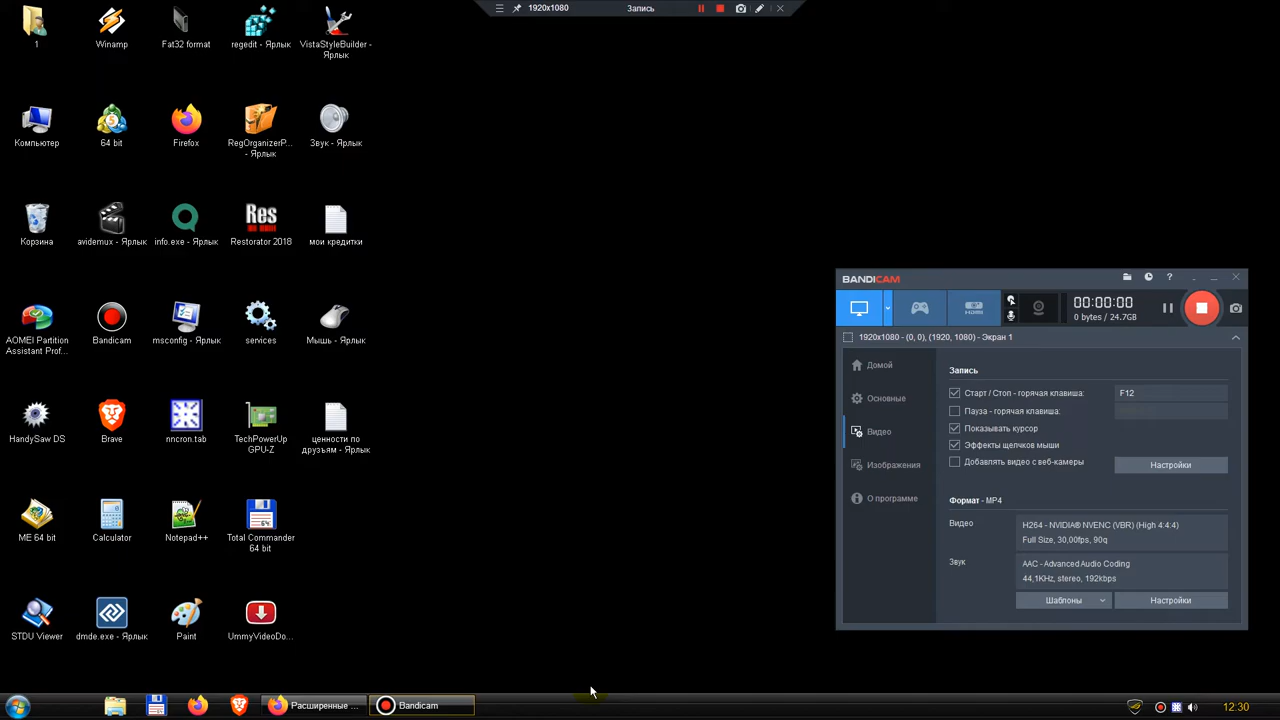 1920x1080
Запись
1
Winamp
Fat32 format
regedit - Ярлык
VistaStyleBuilder -
Ярлык
Компьютер
64 bit
Firefox
RegOrganizerP...
- Ярлык
Звук - Ярлык
Корзина
avidemux - Ярлык
info.exe - Ярлык
Res
Restorator 2018
мои кредитки
AOMEI Partition
Assistant Prof...
Bandicam
msconfig - Ярлык
services
Мышь - Ярлык
HandySaw DS
Brave
nncron.tab
TechPowerUp
GPU-Z
ценности по
друзьям - Ярлык
ME 64 bit
Calculator
Notepad++
64
Total Commander
64 bit
STDU Viewer
dmde.exe - Ярлык
Paint
UmmyVideoDo...
BANDICAM
?
HDMI
00:00:00
0 bytes / 24.7GB
1920x1080 - (0, 0), (1920, 1080) - Экран 1
Домой
Основные
Видео
Изображения
О программе
Запись
Старт / Стоп - горячая клавиша:
F12
Пауза - горячая клавиша:
Показывать курсор
Эффекты щелчков мыши
Добавлять видео с веб-камеры
Настройки
Формат - MP4
Видео
H264 - NVIDIA® NVENC (VBR) (High 4:4:4)
Full Size, 30,00fps, 90q
Звук
AAC - Advanced Audio Coding
44,1KHz, stereo, 192kbps
Шаблоны
Настройки
Расширенные ...
Bandicam
12:30